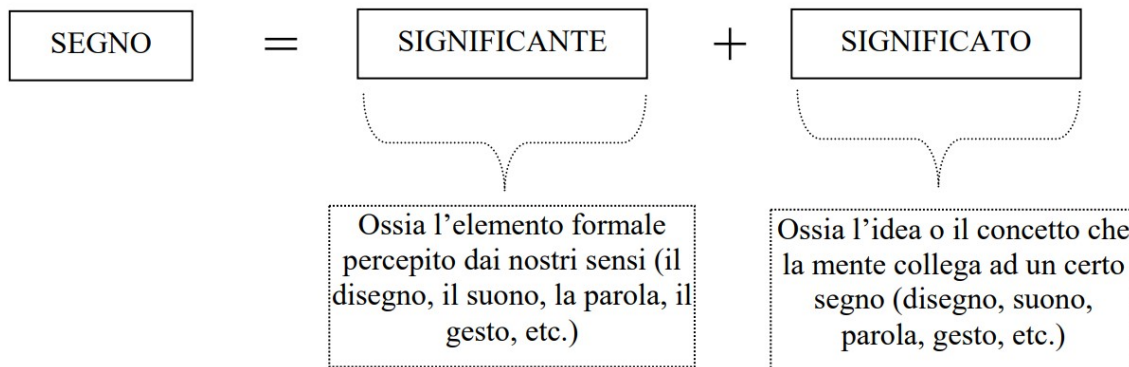 SEGNO = SIGNIFICANTE + SIGNIFICATO
Ossia l’elemento formale
percepito dai nostri sensi (il
disegno, il suono, la parola, il
gesto, etc.)
Ossia l’idea o il concetto che
la mente collega ad un certo
segno (disegno, suono,
parola, gesto, etc.)